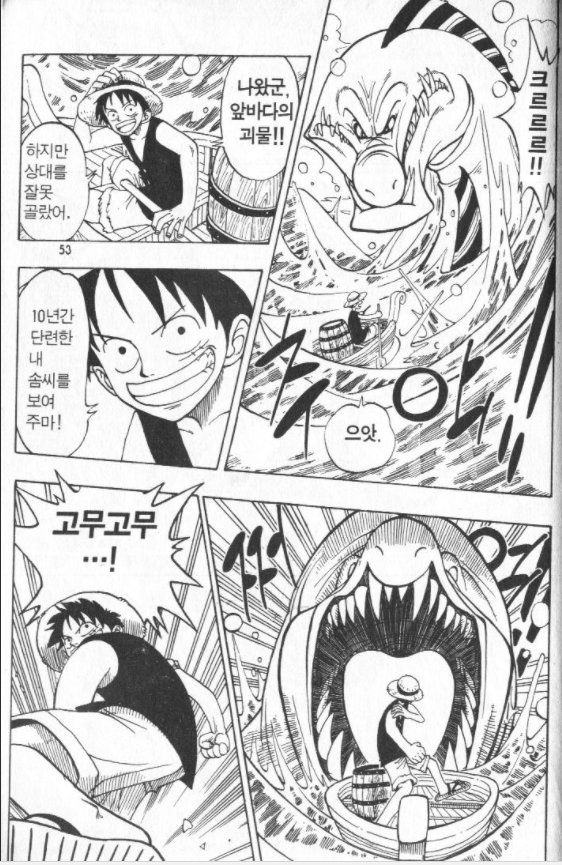 크르르르!!
으앗.
나왔군,
앞바다의
괴물!!
하지만
상대를
잘못
골랐어.
53
10년간
단련한
내
솜씨를
보여
주마!
고무고무
…!